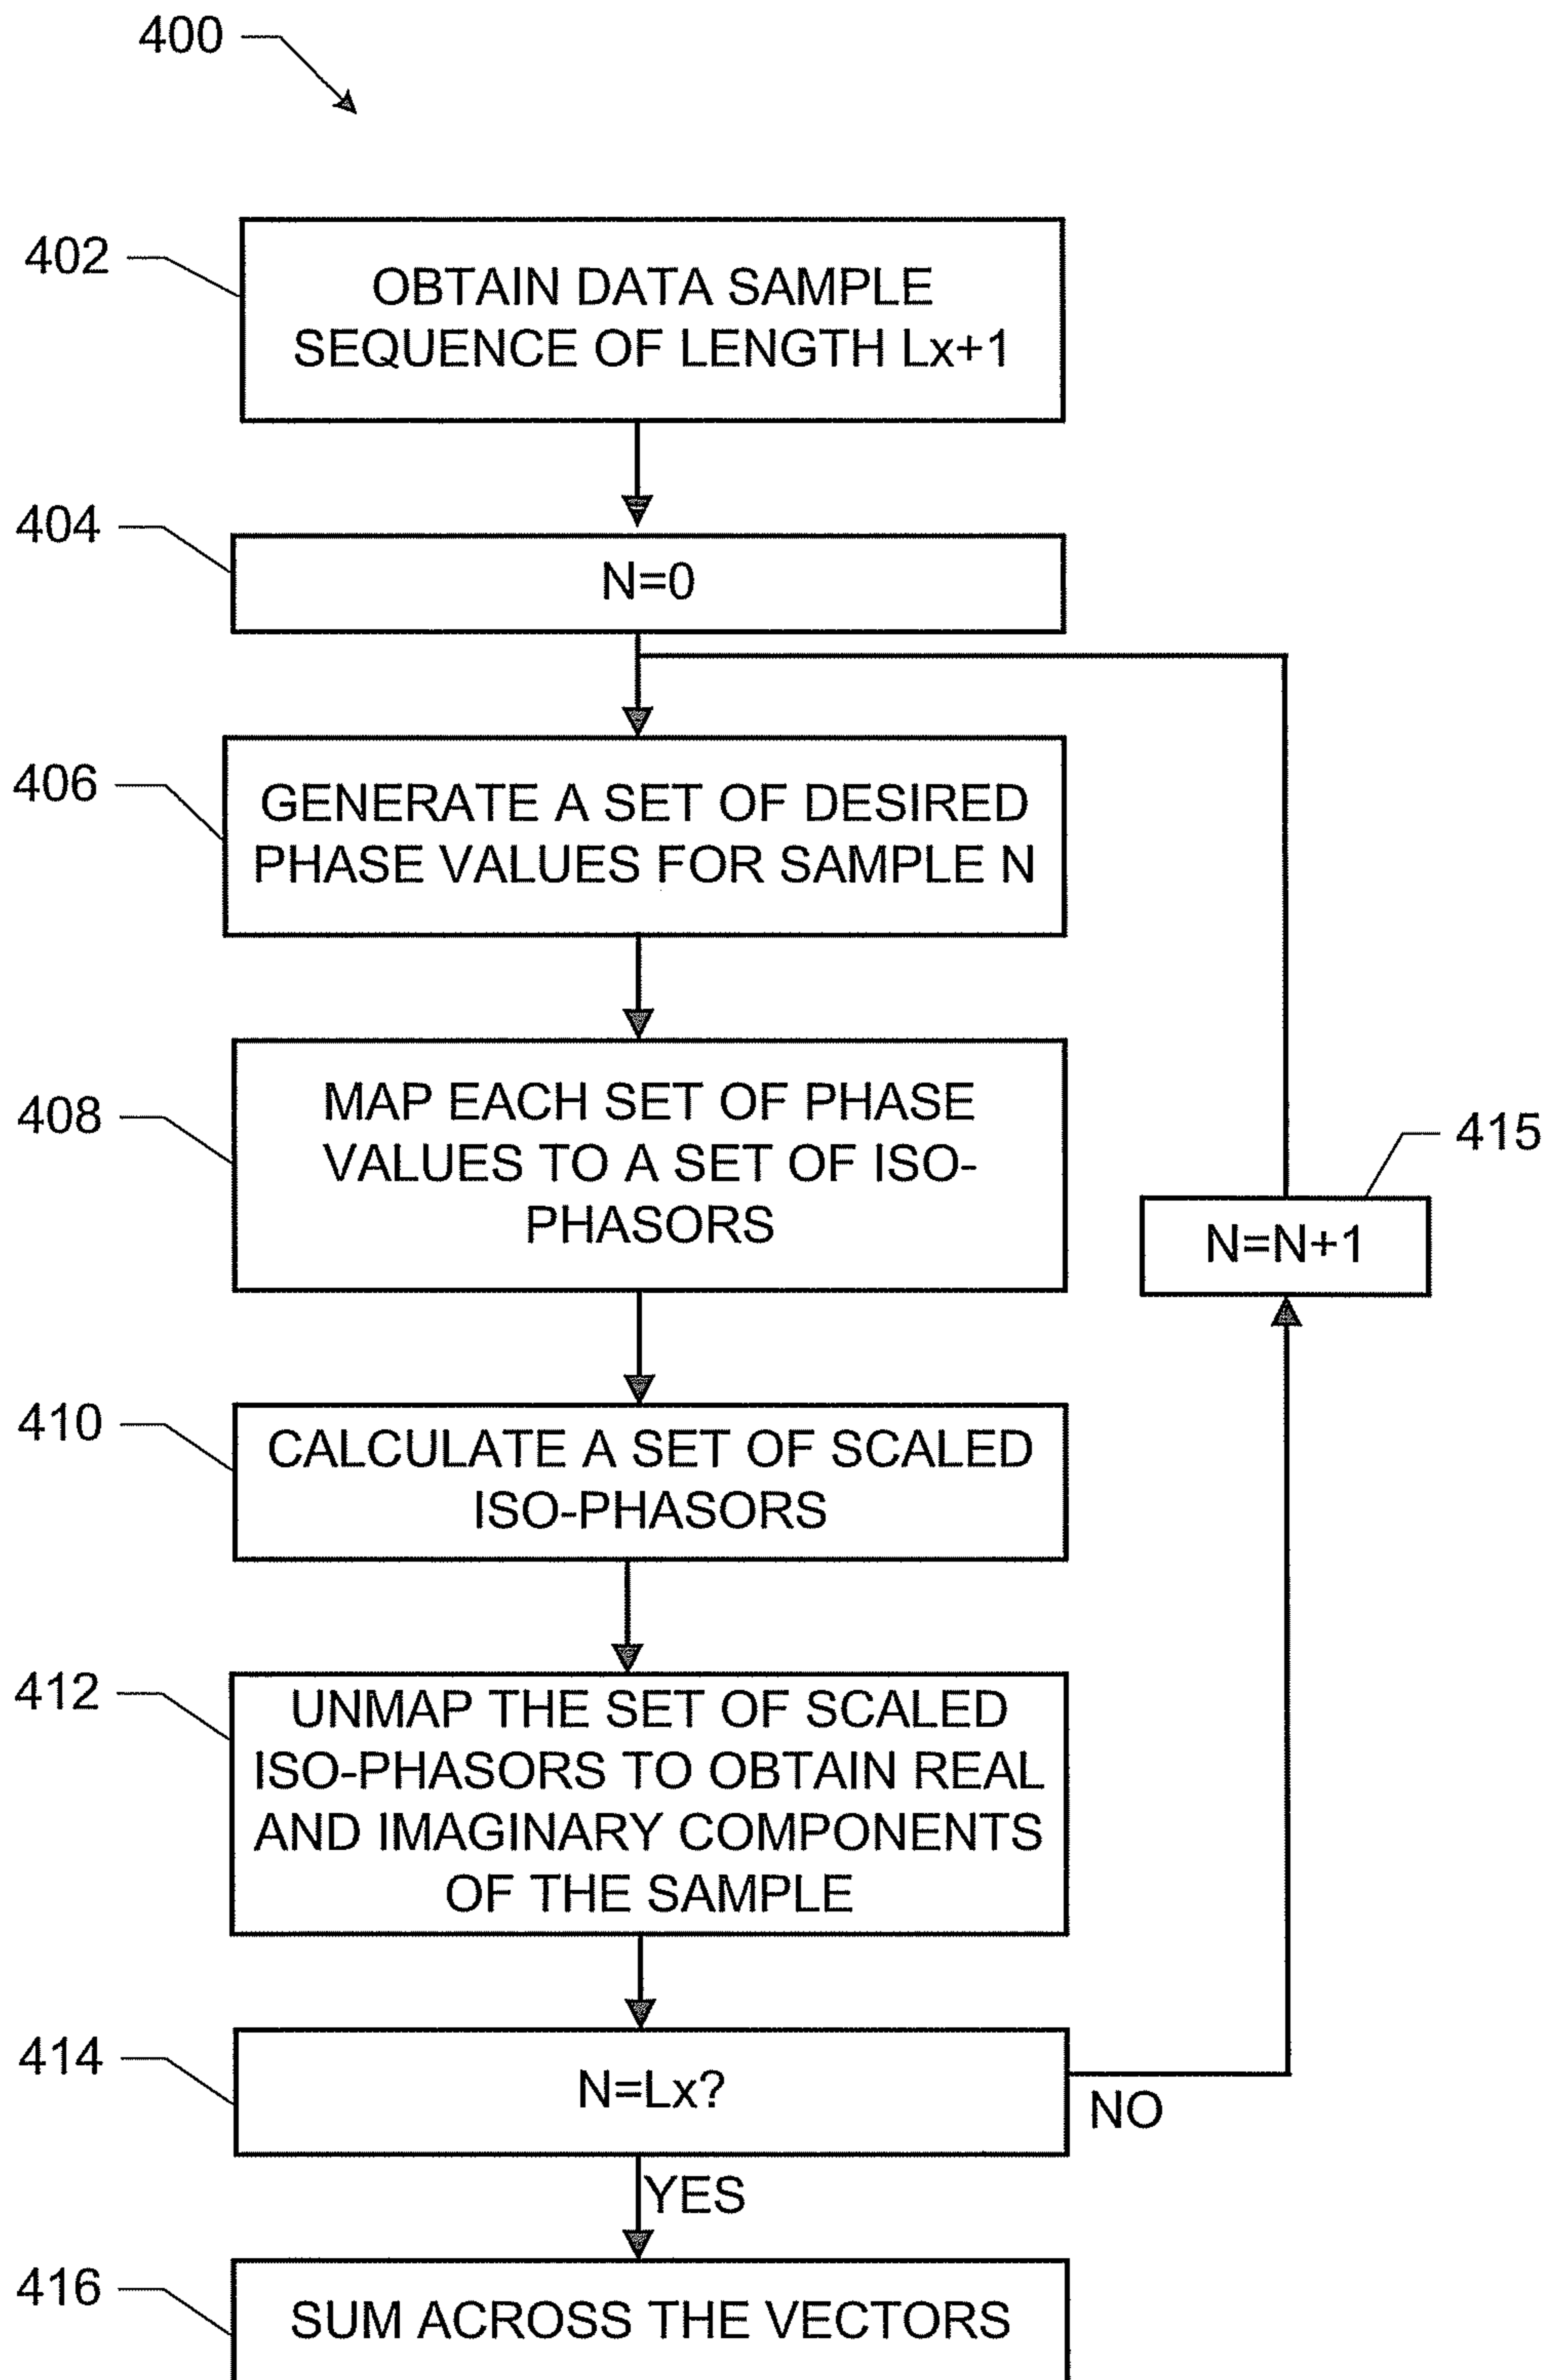 400
402
OBTAIN DATA SAMPLE
SEQUENCE OF LENGTH Lx+1
404
N=0
406
GENERATE A SET OF DESIRED
PHASE VALUES FOR SAMPLE N
408
MAP EACH SET OF PHASE
VALUES TO A SET OF ISO-
PHASORS
415
N=N+1
410
CALCULATE A SET OF SCALED
ISO-PHASORS
412
UNMAP THE SET OF SCALED
ISO-PHASORS TO OBTAIN REAL
AND IMAGINARY COMPONENTS
OF THE SAMPLE
414
N=Lx?
NO
YES
416
SUM ACROSS THE VECTORS